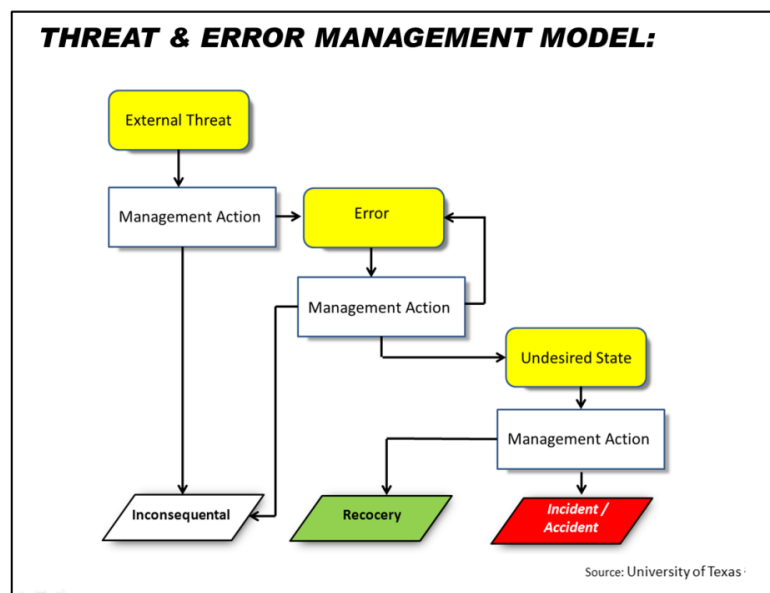 THREAT & ERROR MANAGEMENT MODEL:
External Threat
Management Action
Error
Management Action
Undesired State
Management Action
Inconsequental
Recocery
Incident /
Accident
Source: University of Texas